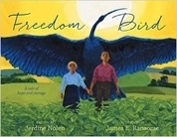 Freedom Bird
A tale of
hope and courage
Jerdine Nolen
James E. Ransome